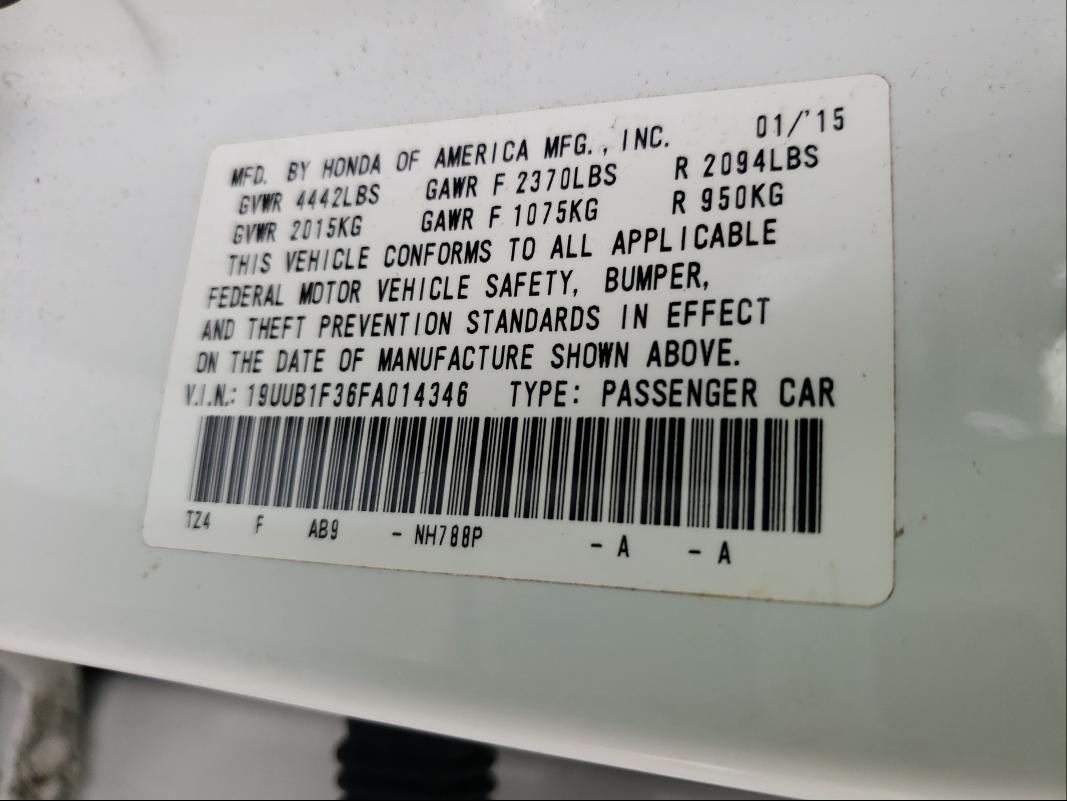 MFD. BY HONDA OF AMERICA MFG., INC. 01/'15
GVWR 4442LBS GAWR F 2370LBS R 2094LBS
GVWR 2015KG GAWR F 1075KG R 950KG
THIS VEHICLE CONFORMS TO ALL APPLICABLE
FEDERAL MOTOR VEHICLE SAFETY, BUMPER,
AND THEFT PREVENTION STANDARDS IN EFFECT
ON THE DATE OF MANUFACTURE SHOWN ABOVE.
V.I.N.: 19UUB1F36FA014346 TYPE: PASSENGER CAR
TZ4 F AB9 - NH788P - A - A